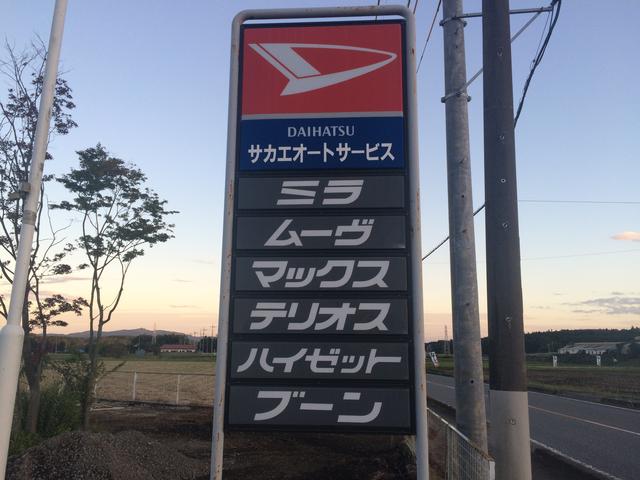 DAIHATSU
サカエオートサービス
ミラ
ムーヴ
マックス
テリオス
ハイゼット
ブーン